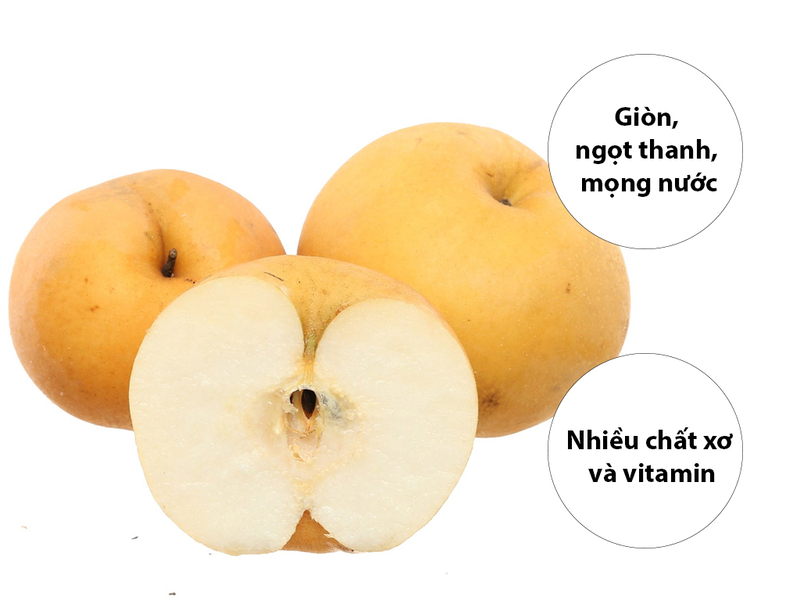 Giòn,
ngọt thanh,
mọng nước
Nhiều chất xơ
và vitamin